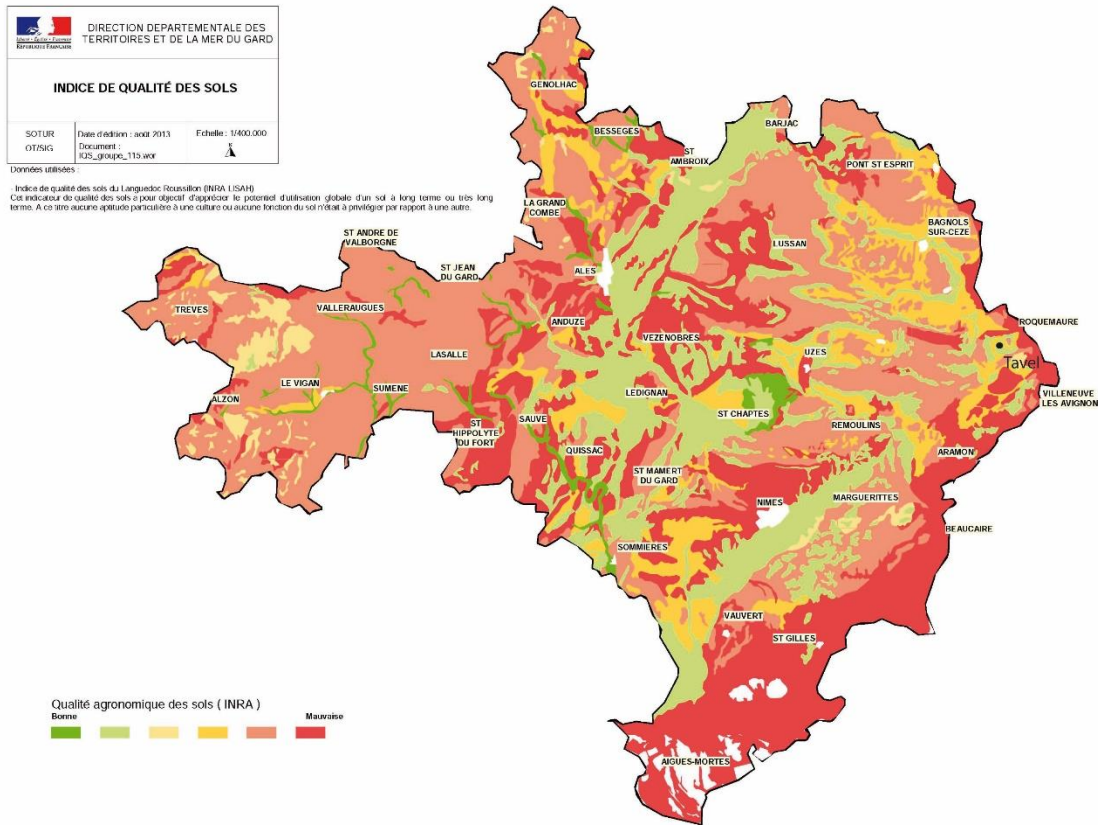 DIRECTION DEPARTEMENTALE DES
TERRITOIRES ET DE LA MER DU GARD
Liberté • Égalité • Fraternité
RÉPUBLIQUE FRANÇAISE
INDICE DE QUALITÉ DES SOLS
SOTUR
OT/SIG
Date d'édition : août 2013
Document :
IQS_groupe_115.wor
Echelle : 1/400.000
N
Données utilisées :
- Indice de qualité des sols du Languedoc Roussillon (INRA LISAH)
Cet indicateur de qualité des sols a pour objectif d'apprécier le potentiel d'utilisation globale d'un sol à long terme ou très long
terme. A ce titre aucune aptitude particulière à une culture ou aucune fonction du sol n'était à privilégier par rapport à une autre.
GENOLHAC
BESSEGES
BARJAC
ST
AMBROIX
PONT ST ESPRIT
LA GRAND
COMBE
BAGNOLS
SUR-CEZE
ST ANDRE DE
VALBORGNE
LUSSAN
ST JEAN
DU GARD
ALES
TREVES
VALLERAUGUES
ANDUZE
ROQUEMAURE
VEZENOBRES
UZES
LASALLE
Tavel
LE VIGAN
SUMENE
LEDIGNAN
VILLENEUVE
LES AVIGNON
ALZON
ST CHAPTES
SAUVE
ST
HIPPOLYTE
DU FORT
REMOULINS
QUISSAC
ARAMON
ST MAMERT
DU GARD
NIMES
MARGUERITTES
BEAUCAIRE
SOMMIERES
VAUVERT
ST GILLES
AIGUES-MORTES
Qualité agronomique des sols ( INRA )
Bonne
Mauvaise